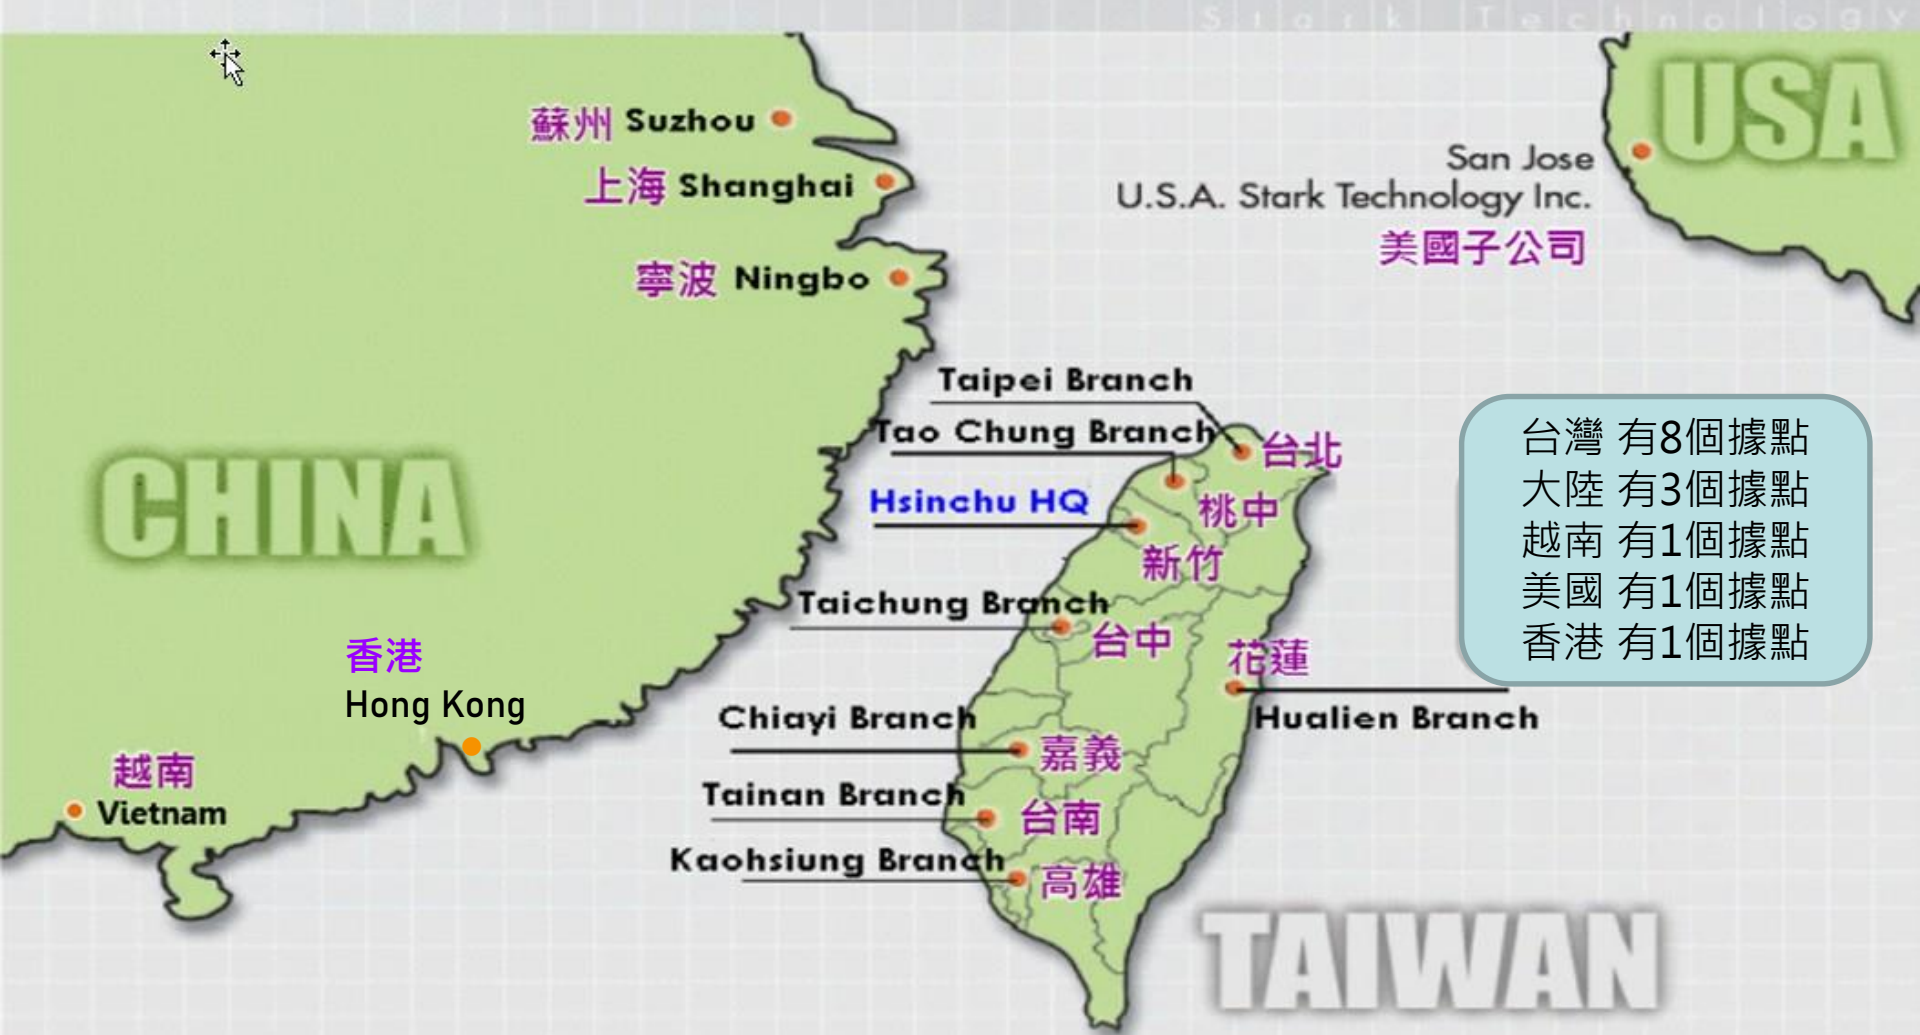 Stark Technology
USA
蘇州 Suzhou
上海 Shanghai
寧波 Ningbo
San Jose
U.S.A. Stark Technology Inc.
美國子公司
CHINA
香港
Hong Kong
越南
Vietnam
Taipei Branch
台北
Tao Chung Branch
桃中
Hsinchu HQ
新竹
Taichung Branch
台中
花蓮
Hualien Branch
Chiayi Branch
嘉義
Tainan Branch
台南
Kaohsiung Branch
高雄
TAIWAN
台灣 有8個據點
大陸 有3個據點
越南 有1個據點
美國 有1個據點
香港 有1個據點